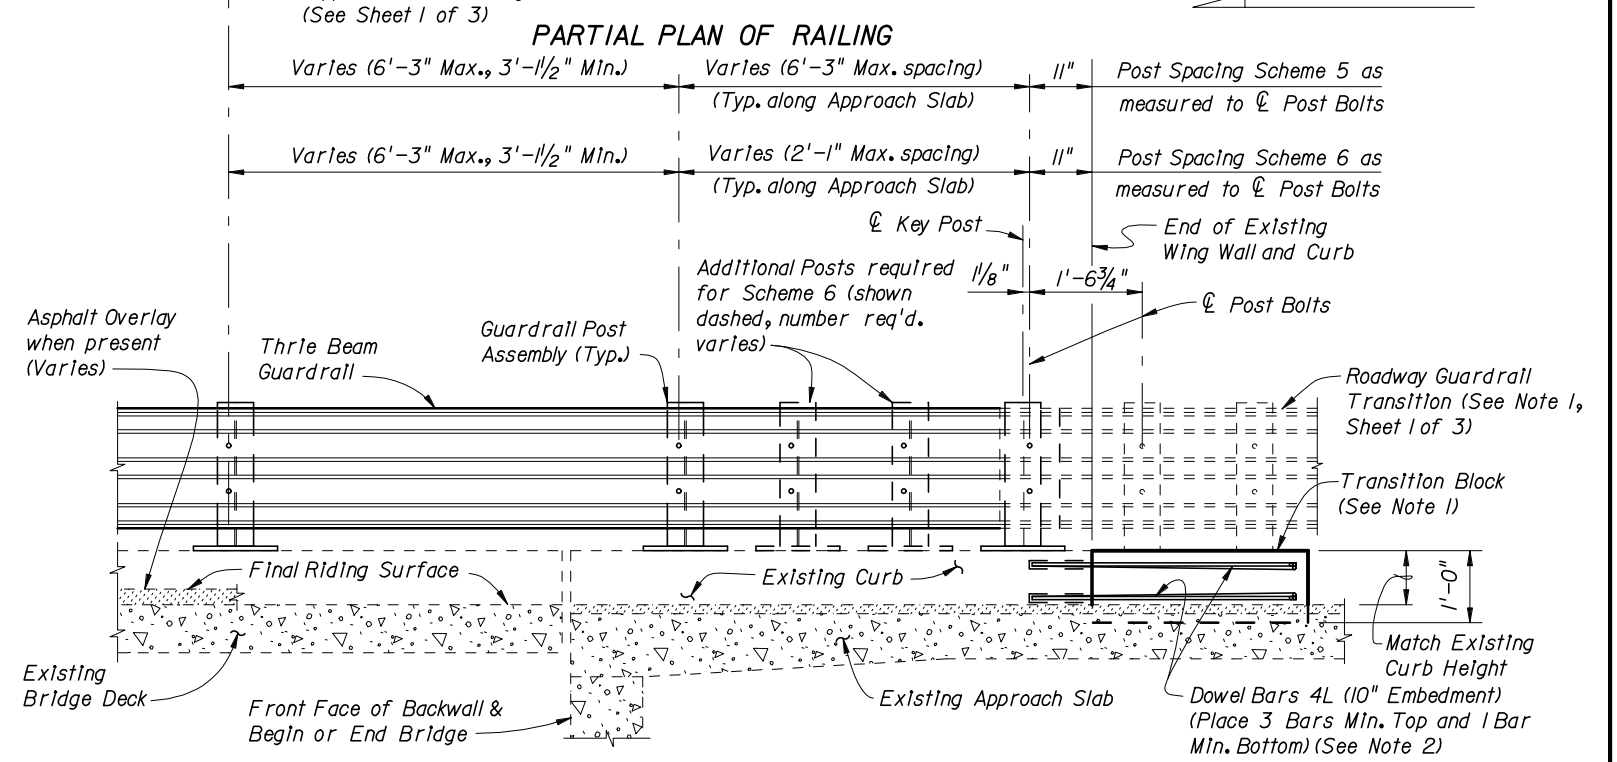 (See Sheet 1 of 3)
PARTIAL PLAN OF RAILING
Varies (6'-3" Max., 3'-1½" Min.)
Varies (6'-3" Max. spacing)
(Typ. along Approach Slab)
11"
Post Spacing Scheme 5 as
measured to ℄ Post Bolts
Varies (6'-3" Max., 3'-1½" Min.)
Varies (2'-1" Max. spacing)
(Typ. along Approach Slab)
11"
Post Spacing Scheme 6 as
measured to ℄ Post Bolts
℄ Key Post
End of Existing
Wing Wall and Curb
Additional Posts required
for Scheme 6 (shown
dashed, number req'd.
varies)
1⅛"
1'-6¾"
℄ Post Bolts
Asphalt Overlay
when present
(Varies)
Thrie Beam
Guardrail
Guardrail Post
Assembly (Typ.)
Roadway Guardrail
Transition (See Note 1,
Sheet 1 of 3)
Transition Block
(See Note 1)
Final Riding Surface
Existing Curb
1'-0"
Match Existing
Curb Height
Existing
Bridge Deck
Front Face of Backwall &
Begin or End Bridge
Existing Approach Slab
Dowel Bars 4L (10" Embedment)
(Place 3 Bars Min. Top and 1 Bar
Min. Bottom) (See Note 2)